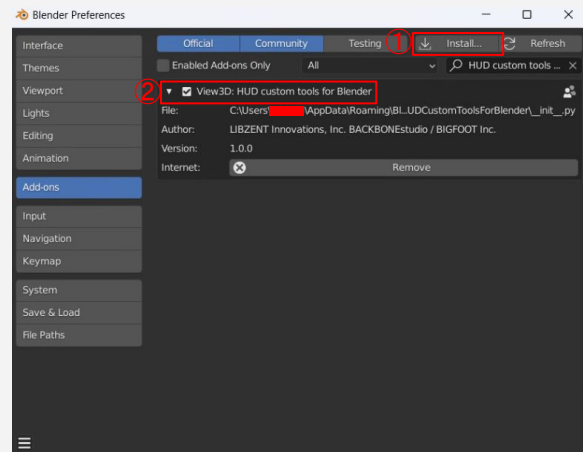 Blender Preferences
Interface
Themes
Viewport
Lights
Editing
Animation
Add-ons
Input
Navigation
Keymap
System
Save & Load
File Paths
Official Community Testing ① Install... Refresh
Enabled Add-ons Only All HUD custom tools ...
② View3D: HUD custom tools for Blender
File: C:\Users\ \AppData\Roaming\Bl...UDCustomToolsForBlender\__init__.py
Author: LIBZENT Innovations, Inc. BACKBONEstudio / BIGFOOT Inc.
Version: 1.0.0
Internet: Remove